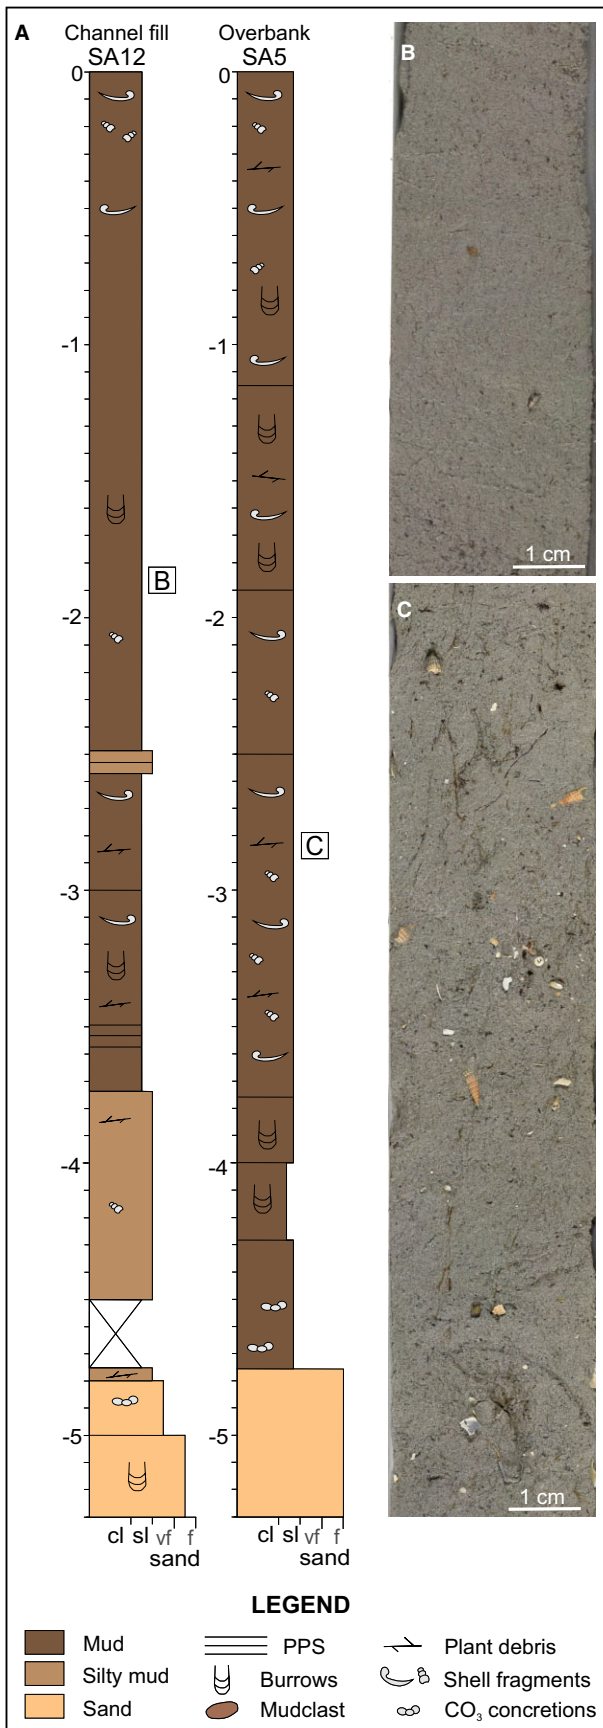 A
Channel fill
SA12
Overbank
SA5
B
0
0
-1
-1
B
1 cm
-2
-2
C
C
-3
-3
-4
-4
-5
-5
1 cm
cl sl vf f
sand
cl sl vf f
sand
LEGEND
Mud
PPS
Plant debris
Silty mud
Burrows
Shell fragments
Sand
Mudclast
CO₃ concretions